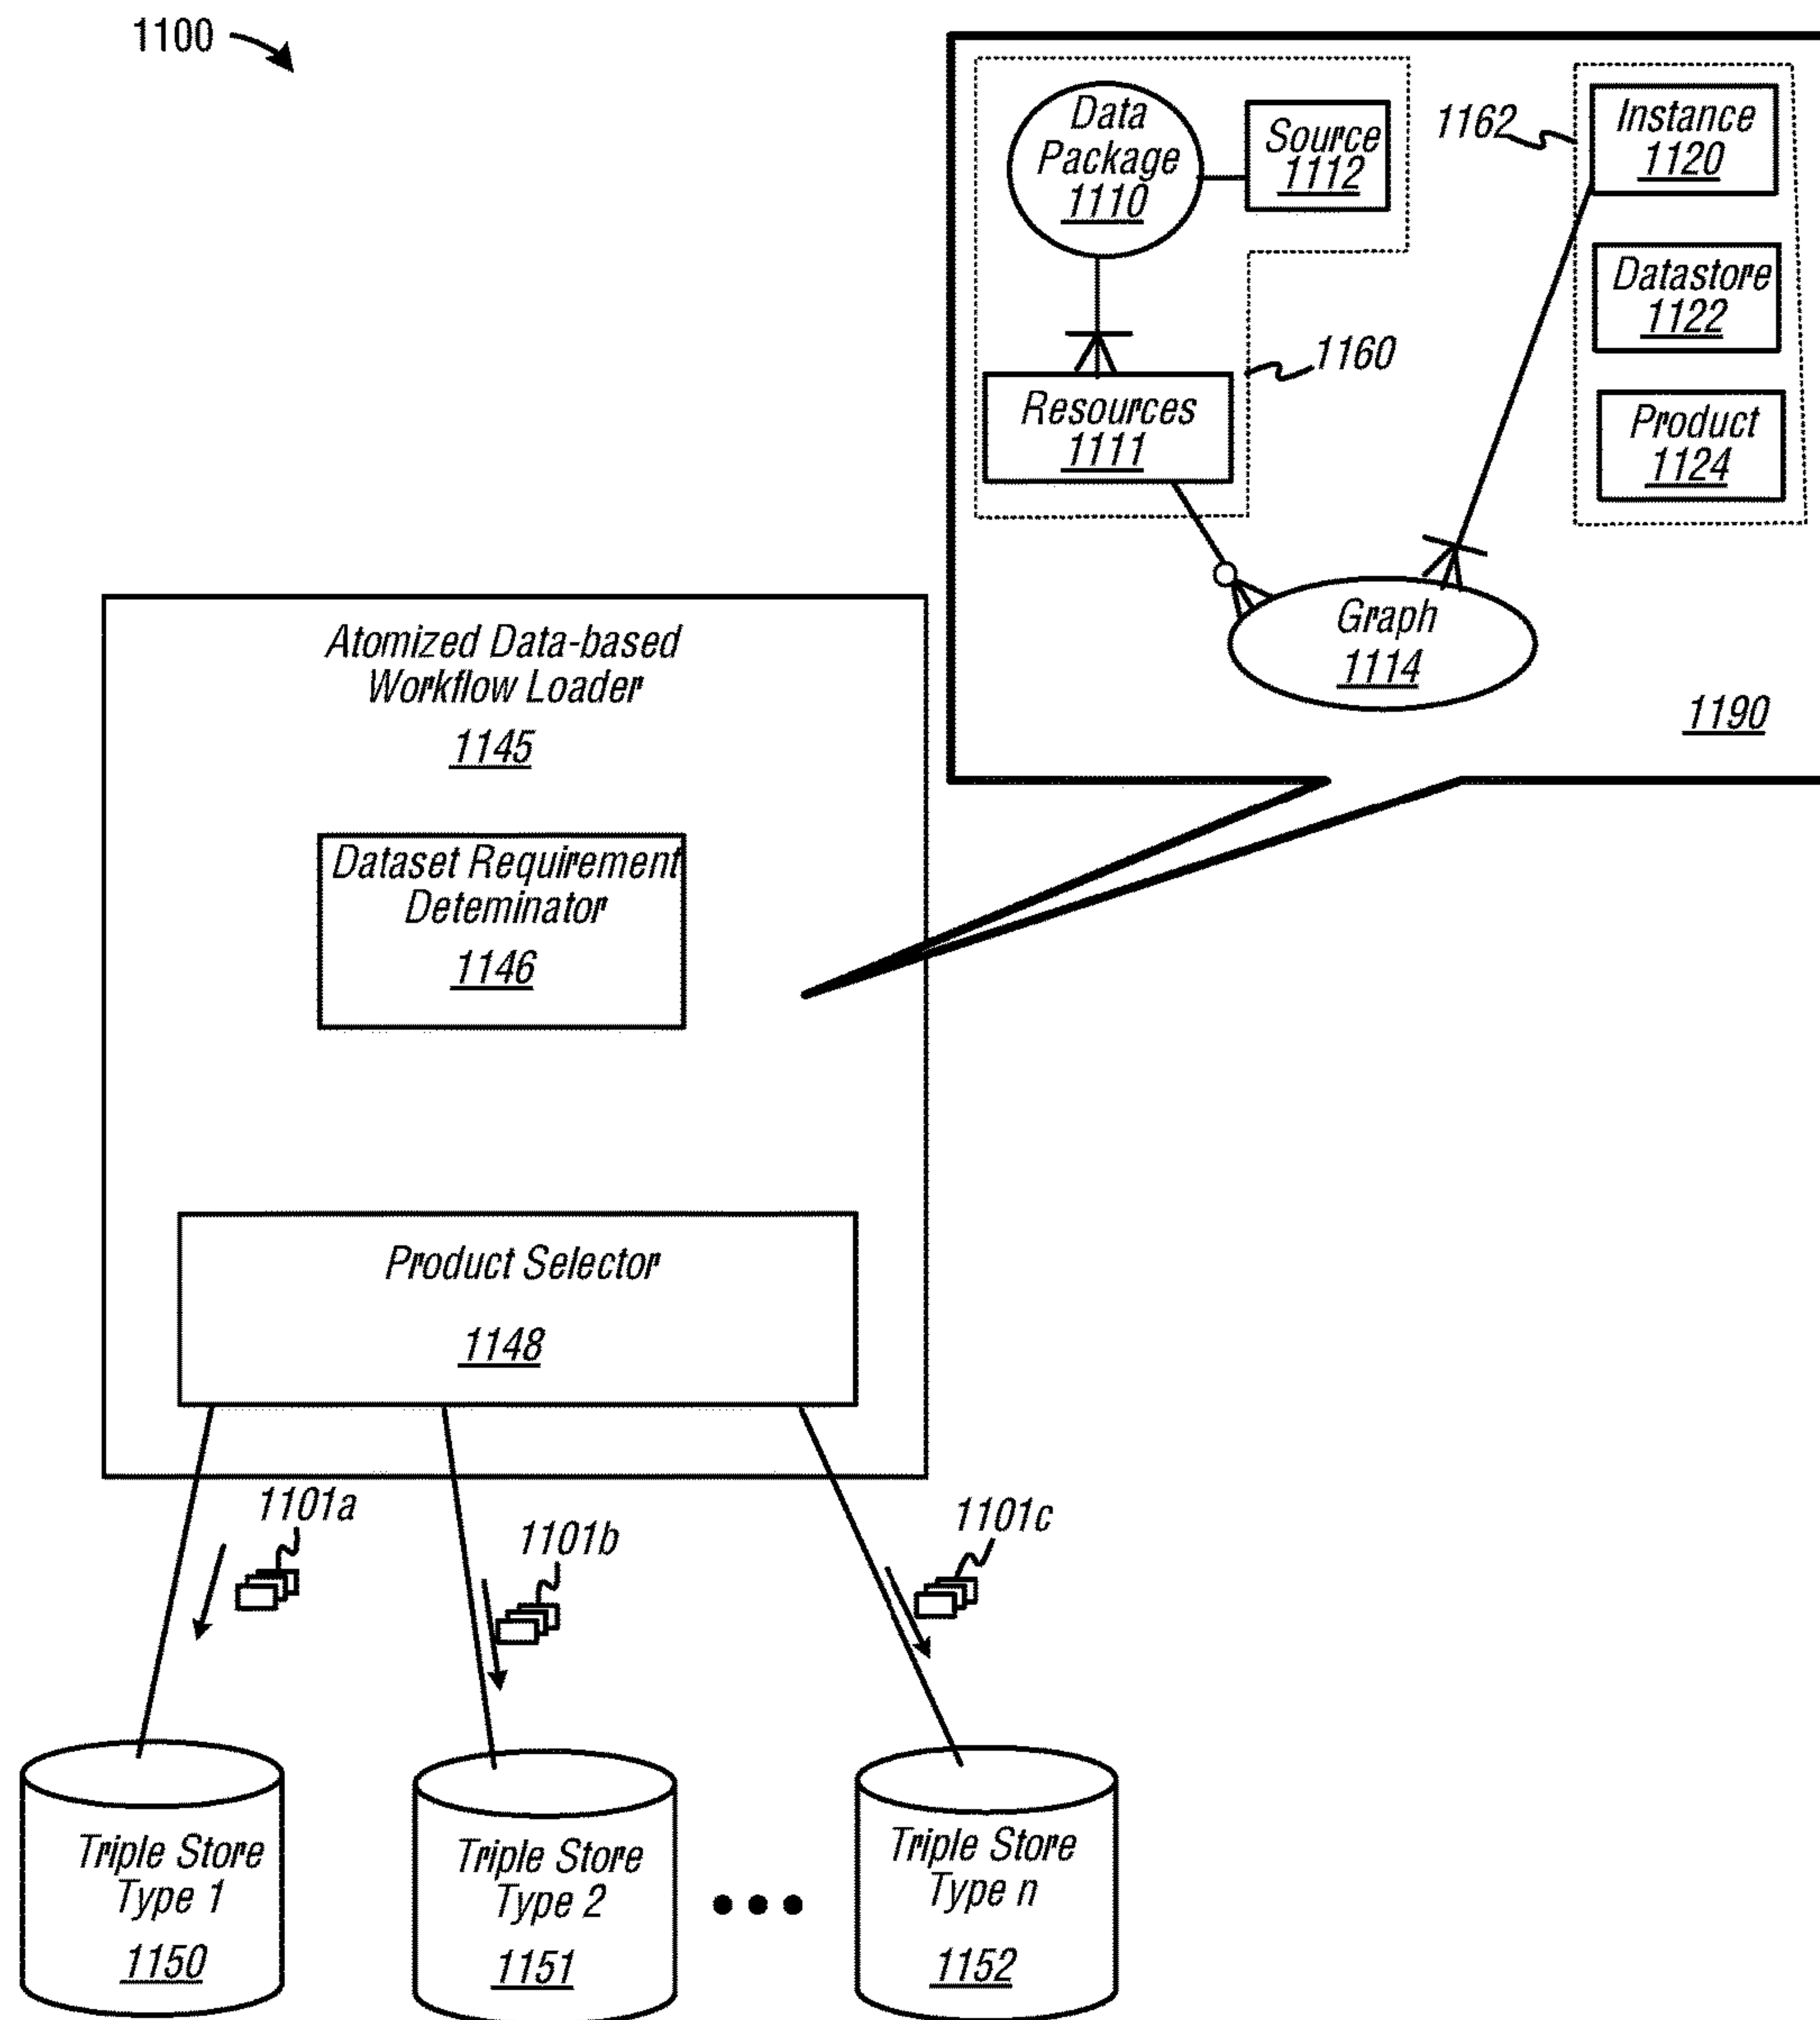 1100
Data
Package
1110
Source
1112
1162
Instance
1120
Datastore
1122
1160
Resources
1111
Product
1124
Graph
1114
1190
Atomized Data-based
Workflow Loader
1145
Dataset Requirement
Deteminator
1146
Product Selector
1148
1101a
1101b
1101c
Triple Store
Type 1
1150
Triple Store
Type 2
1151
Triple Store
Type n
1152